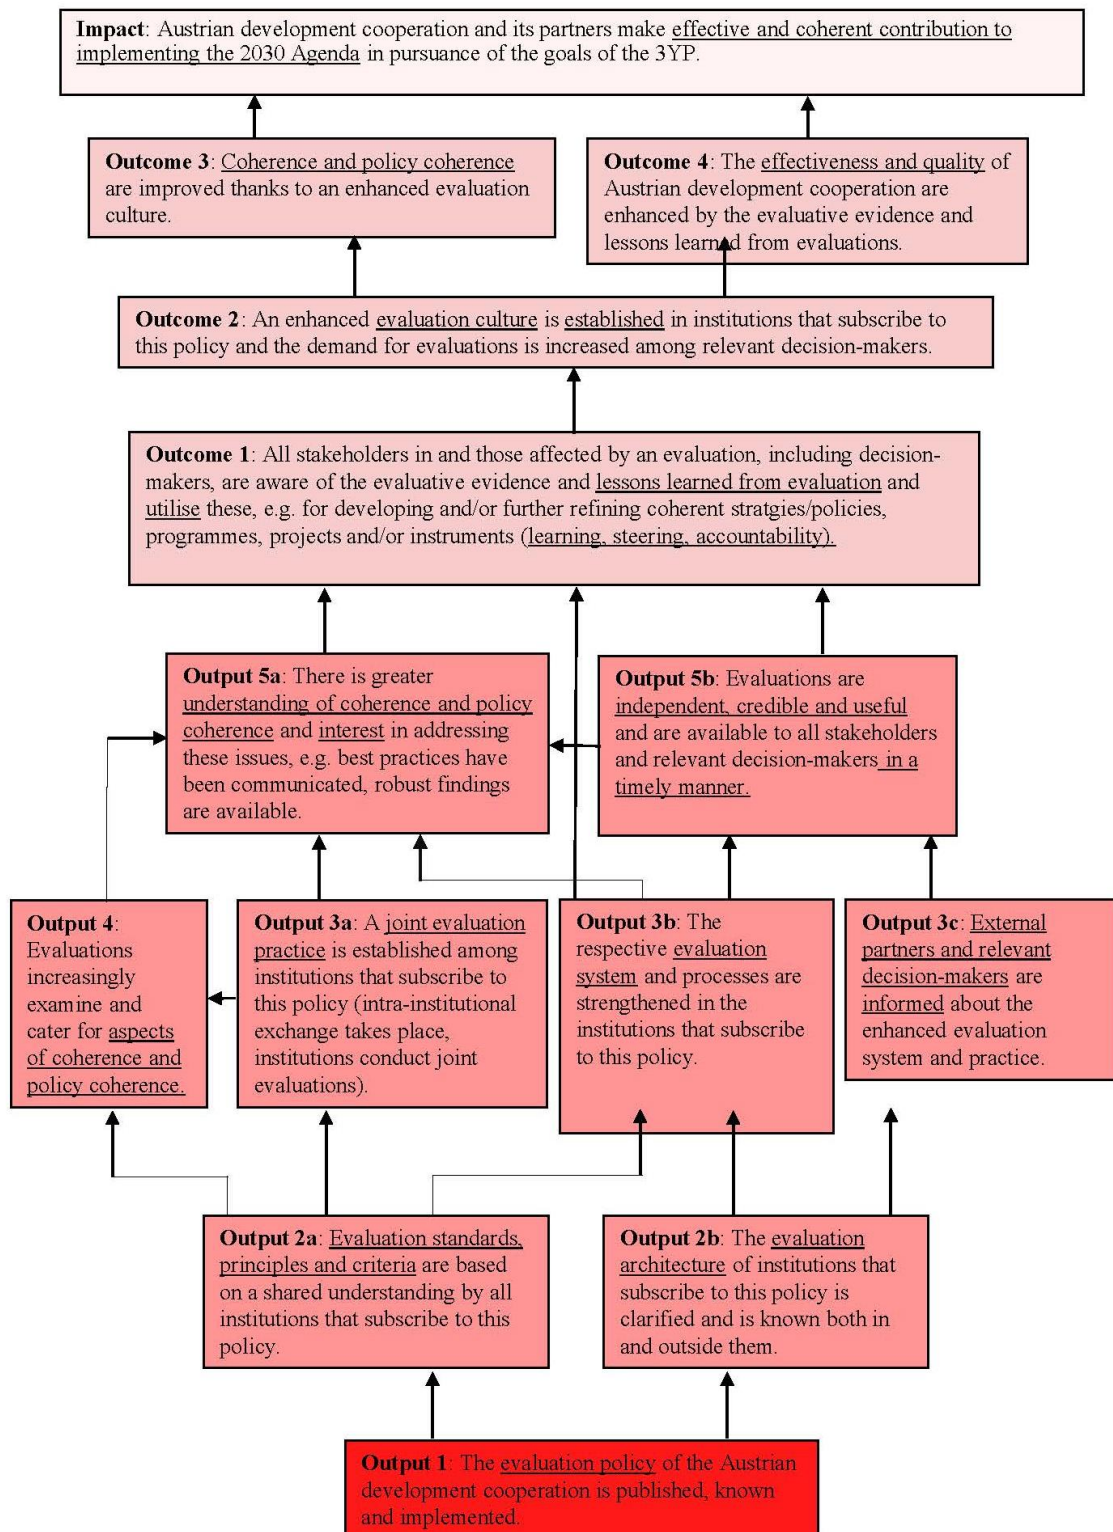 Impact: Austrian development cooperation and its partners make effective and coherent contribution to
implementing the 2030 Agenda in pursuance of the goals of the 3YP.
Outcome 3: Coherence and policy coherence
are improved thanks to an enhanced evaluation
culture.
Outcome 4: The effectiveness and quality of
Austrian development cooperation are
enhanced by the evaluative evidence and
lessons learned from evaluations.
Outcome 2: An enhanced evaluation culture is established in institutions that subscribe to
this policy and the demand for evaluations is increased among relevant decision-makers.
Outcome 1: All stakeholders in and those affected by an evaluation, including decision-
makers, are aware of the evaluative evidence and lessons learned from evaluation and
utilise these, e.g. for developing and/or further refining coherent stratgies/policies,
programmes, projects and/or instruments (learning, steering, accountability).
Output 5a: There is greater
understanding of coherence and policy
coherence and interest in addressing
these issues, e.g. best practices have
been communicated, robust findings
are available.
Output 5b: Evaluations are
independent, credible and useful
and are available to all stakeholders
and relevant decision-makers in a
timely manner.
Output 4:
Evaluations
increasingly
examine and
cater for aspects
of coherence and
policy coherence.
Output 3a: A joint evaluation
practice is established among
institutions that subscribe to
this policy (intra-institutional
exchange takes place,
institutions conduct joint
evaluations).
Output 3b: The
respective evaluation
system and processes are
strengthened in the
institutions that subscribe
to this policy.
Output 3c: External
partners and relevant
decision-makers are
informed about the
enhanced evaluation
system and practice.
Output 2a: Evaluation standards,
principles and criteria are based
on a shared understanding by all
institutions that subscribe to this
policy.
Output 2b: The evaluation
architecture of institutions that
subscribe to this policy is
clarified and is known both in
and outside them.
Output 1: The evaluation policy of the Austrian
development cooperation is published, known
and implemented.